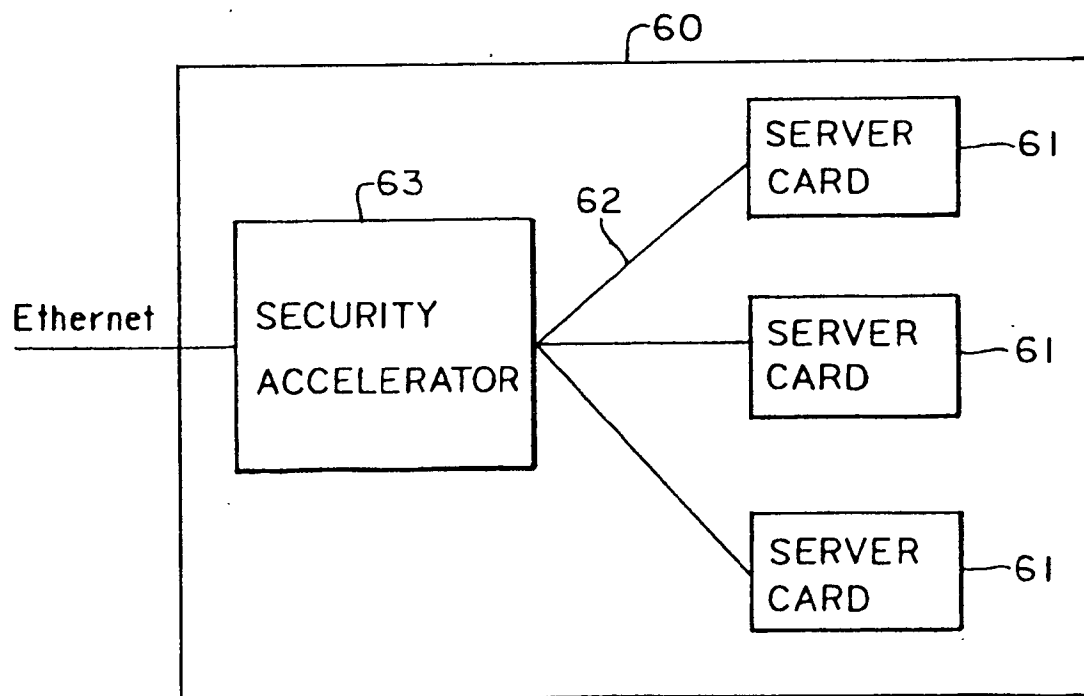 60
SERVER
CARD
61
63
62
Ethernet
SECURITY
ACCELERATOR
SERVER
CARD
61
SERVER
CARD
61